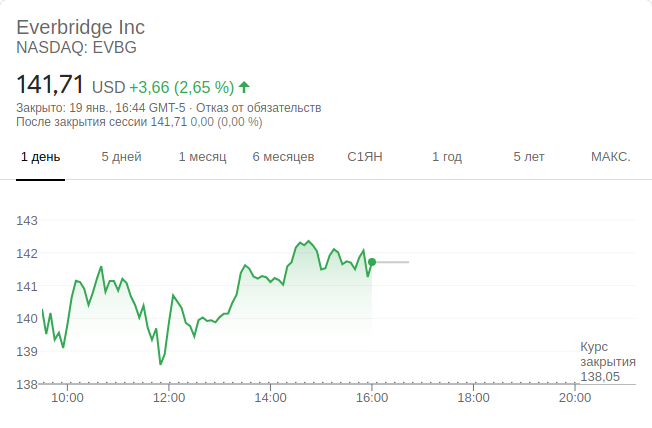 Everbridge Inc
NASDAQ: EVBG
141,71 USD +3,66 (2,65 %)
Закрыто: 19 янв., 16:44 GMT-5 · Отказ от обязательств
После закрытия сессии 141,71 0,00 (0,00 %)
1 день 5 дней 1 месяц 6 месяцев С1ЯН 1 год 5 лет МАКС.
143
142
141
140
139
138
Курс
закрытия
138,05
10:00 12:00 14:00 16:00 18:00 20:00